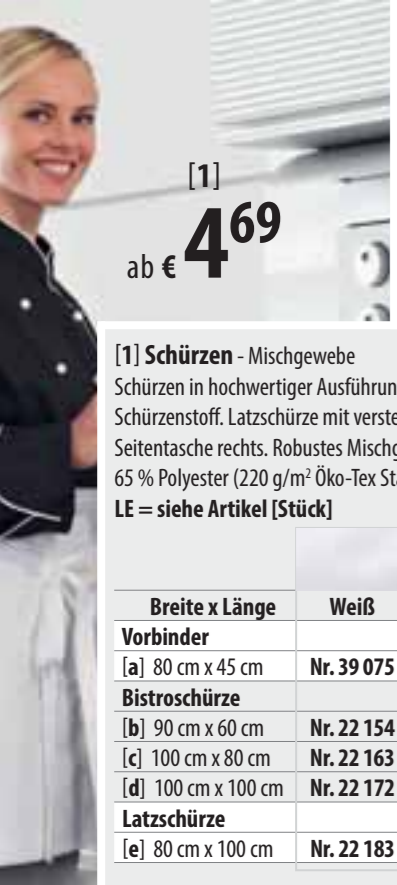 [1]
ab € 4⁶⁹
[1] Schürzen - Mischgewebe
Schürzen in hochwertiger Ausführun
Schürzenstoff. Latzschürze mit verste
Seitentasche rechts. Robustes Mischg
65 % Polyester (220 g/m² Öko-Tex Sta
LE = siehe Artikel [Stück]
Breite x Länge Weiß
Vorbinder
[a] 80 cm x 45 cm Nr. 39 075
Bistroschürze
[b] 90 cm x 60 cm Nr. 22 154
[c] 100 cm x 80 cm Nr. 22 163
[d] 100 cm x 100 cm Nr. 22 172
Latzschürze
[e] 80 cm x 100 cm Nr. 22 183